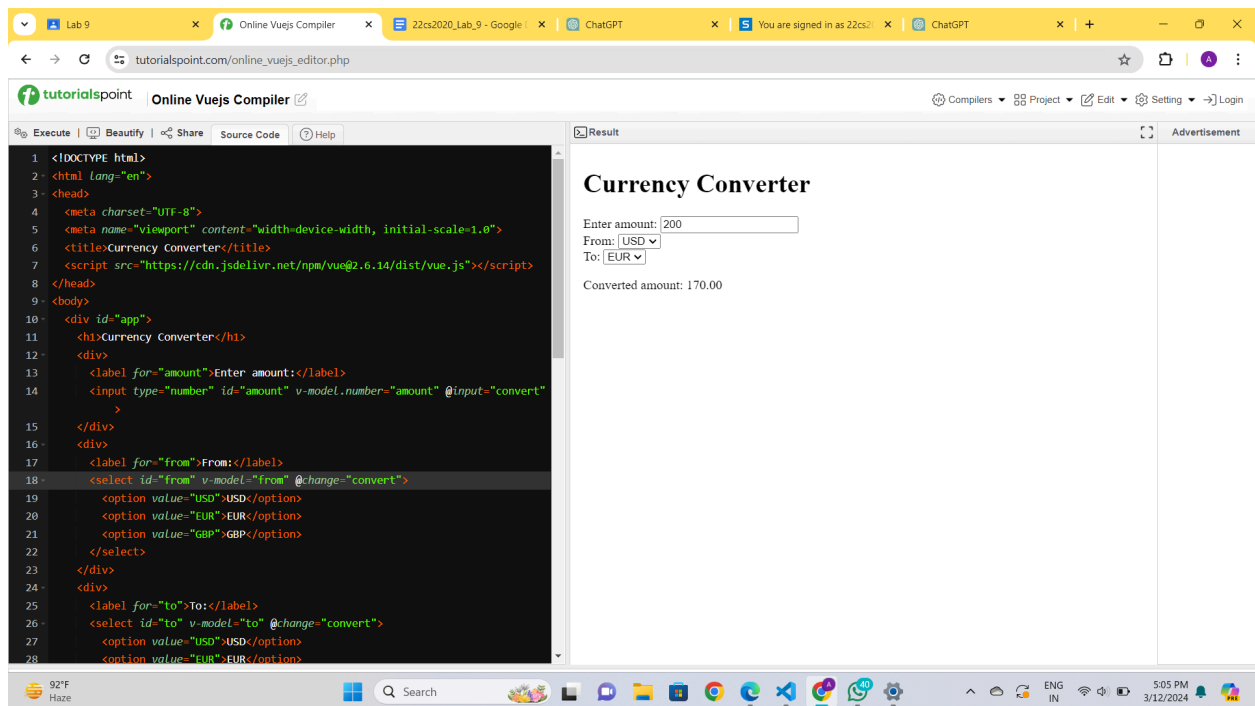 Lab 9
Online Vuejs Compiler
22cs2020_Lab_9 - Google
ChatGPT
You are signed in as 22cs2
ChatGPT
tutorialspoint.com/online_vuejs_editor.php
A
tutorialspoint
Online Vuejs Compiler
Compilers Project Edit Setting Login
Execute | Beautify | Share Source Code Help
Result
Advertisement
1 <!DOCTYPE html>
2 <html lang="en">
3 <head>
4 <meta charset="UTF-8">
5 <meta name="viewport" content="width=device-width, initial-scale=1.0">
6 <title>Currency Converter</title>
7 <script src="https://cdn.jsdelivr.net/npm/vue@2.6.14/dist/vue.js"></script>
8 </head>
9 <body>
10 <div id="app">
11 <h1>Currency Converter</h1>
12 <div>
13 <label for="amount">Enter amount:</label>
14 <input type="number" id="amount" v-model.number="amount" @input="convert"
>
15 </div>
16 <div>
17 <label for="from">From:</label>
18 <select id="from" v-model="from" @change="convert">
19 <option value="USD">USD</option>
20 <option value="EUR">EUR</option>
21 <option value="GBP">GBP</option>
22 </select>
23 </div>
24 <div>
25 <label for="to">To:</label>
26 <select id="to" v-model="to" @change="convert">
27 <option value="USD">USD</option>
28 <option value="EUR">EUR</option>
Currency Converter
Enter amount: 200
From: USD
To: EUR
Converted amount: 170.00
92°F
Haze
Search
A
40
ENG
IN
5:05 PM
3/12/2024
PRE